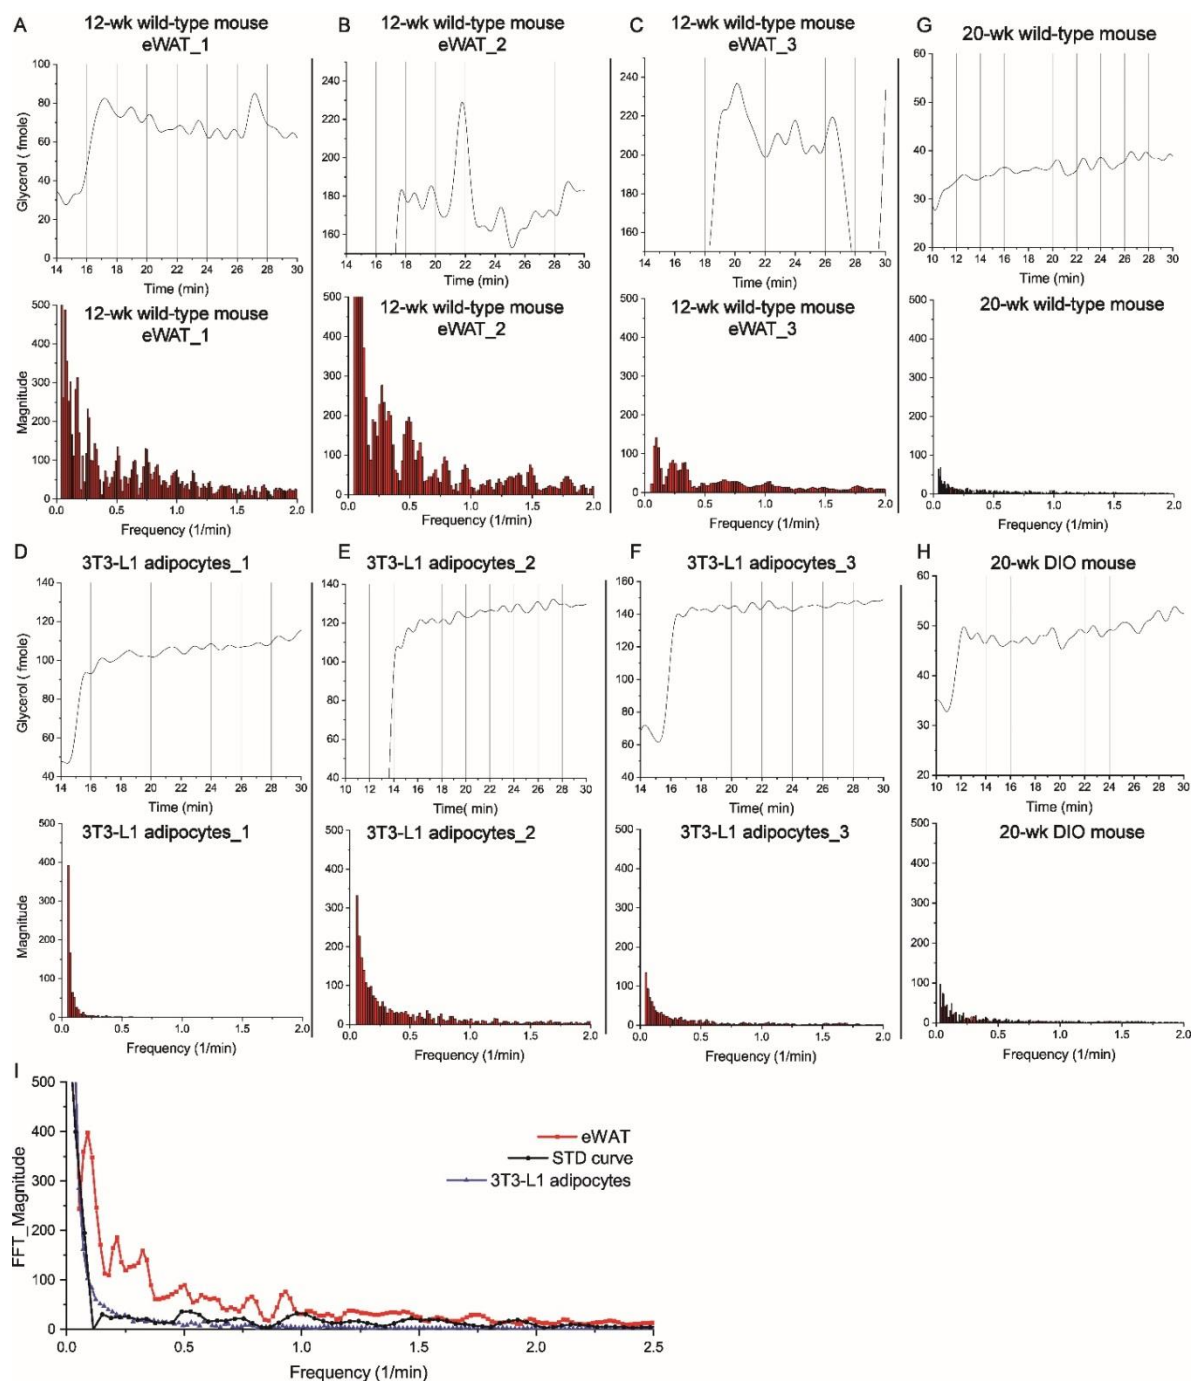 A
12-wk wild-type mouse
eWAT_1
B
12-wk wild-type mouse
eWAT_2
C
12-wk wild-type mouse
eWAT_3
G
20-wk wild-type mouse
Glycerol ( fmole)
100
80
60
40
20
0
14 16 18 20 22 24 26 28 30
Time (min)
240
220
200
180
160
14 16 18 20 22 24 26 28 30
Time (min)
240
220
200
180
160
14 16 18 20 22 24 26 28 30
Time (min)
60
50
40
30
20
10 12 14 16 18 20 22 24 26 28 30
Time (min)
12-wk wild-type mouse
eWAT_1
12-wk wild-type mouse
eWAT_2
12-wk wild-type mouse
eWAT_3
20-wk wild-type mouse
Magnitude
500
400
300
200
100
0
0.0 0.5 1.0 1.5 2.0
Frequency (1/min)
500
400
300
200
100
0
0.0 0.5 1.0 1.5 2.0
Frequency (1/min)
500
400
300
200
100
0
0.0 0.5 1.0 1.5 2.0
Frequency (1/min)
500
400
300
200
100
0
0.0 0.5 1.0 1.5 2.0
Frequency (1/min)
D
3T3-L1 adipocytes_1
E
3T3-L1 adipocytes_2
F
3T3-L1 adipocytes_3
H
20-wk DIO mouse
Glycerol ( fmole)
140
120
100
80
60
40
14 16 18 20 22 24 26 28 30
Time (min)
140
120
100
80
60
40
10 12 14 16 18 20 22 24 26 28 30
Time( min)
160
140
120
100
80
60
40
14 16 18 20 22 24 26 28 30
Time( min)
60
50
40
30
20
10 12 14 16 18 20 22 24 26 28 30
Time (min)
3T3-L1 adipocytes_1
3T3-L1 adipocytes_2
3T3-L1 adipocytes_3
20-wk DIO mouse
Magnitude
500
400
300
200
100
0
0.0 0.5 1.0 1.5 2.0
Frequency (1/min)
500
400
300
200
100
0
0.0 0.5 1.0 1.5 2.0
Frequency (1/min)
500
400
300
200
100
0
0.0 0.5 1.0 1.5 2.0
Frequency (1/min)
500
400
300
200
100
0
0.0 0.5 1.0 1.5 2.0
Frequency (1/min)
I
FFT_Magnitude
500
400
300
200
100
0
eWAT
STD curve
3T3-L1 adipocytes
0.0 0.5 1.0 1.5 2.0 2.5
Frequency (1/min)